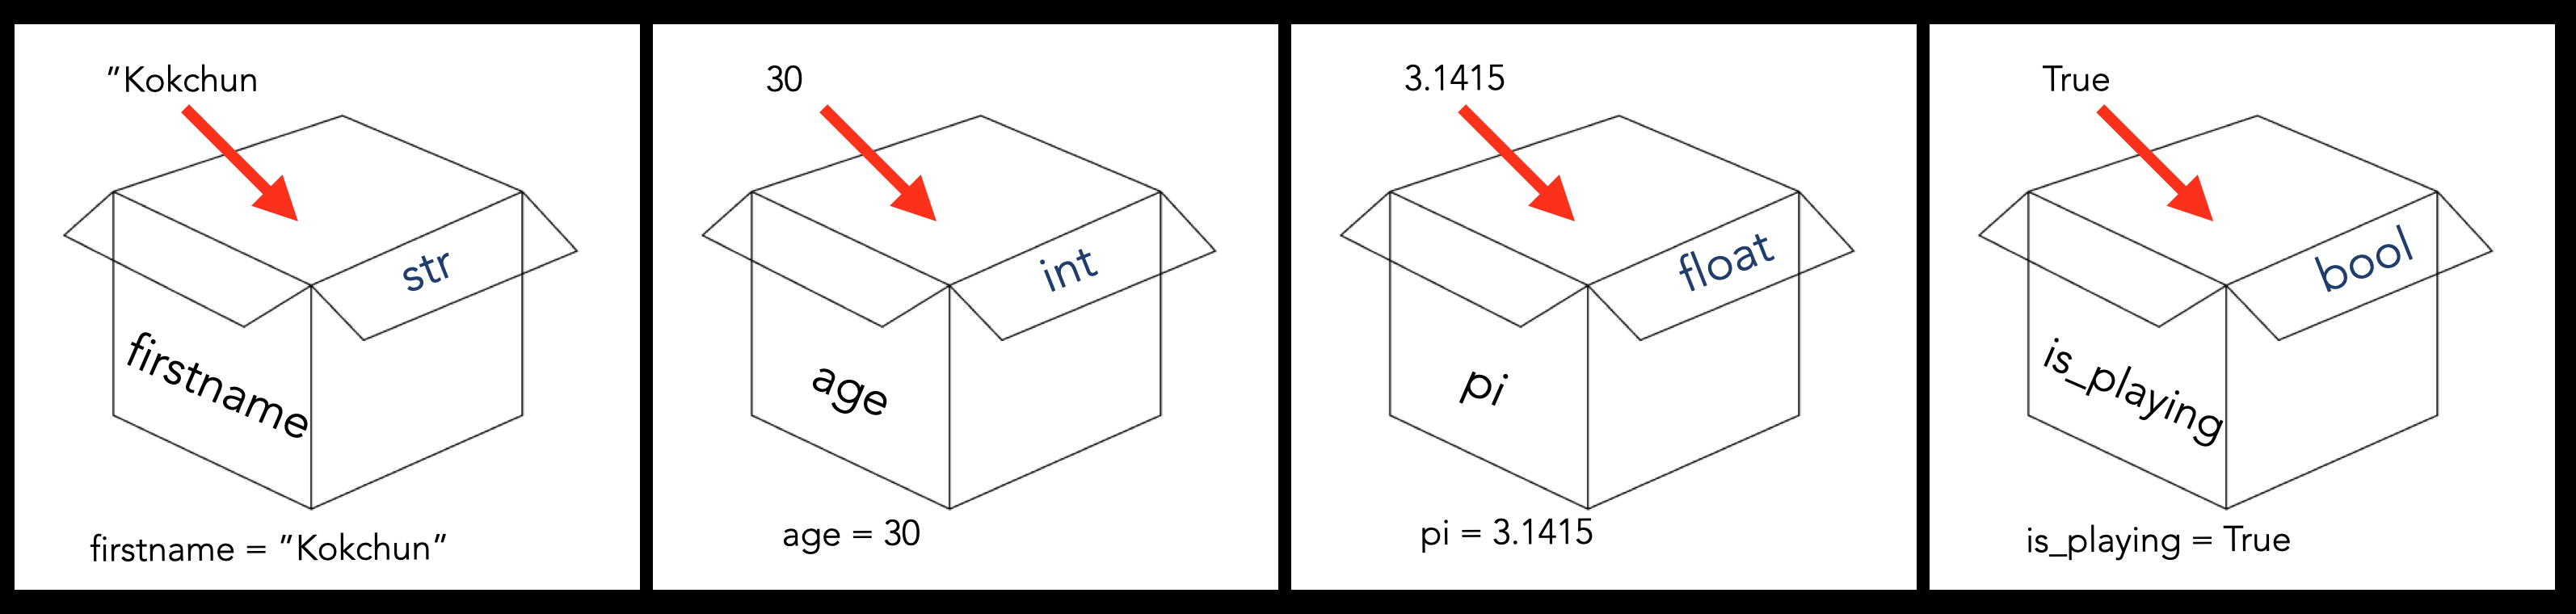 ”Kokchun
str
firstname
firstname = ”Kokchun”
30
int
age
age = 30
3.1415
float
pi
pi = 3.1415
True
bool
is_playing
is_playing = True